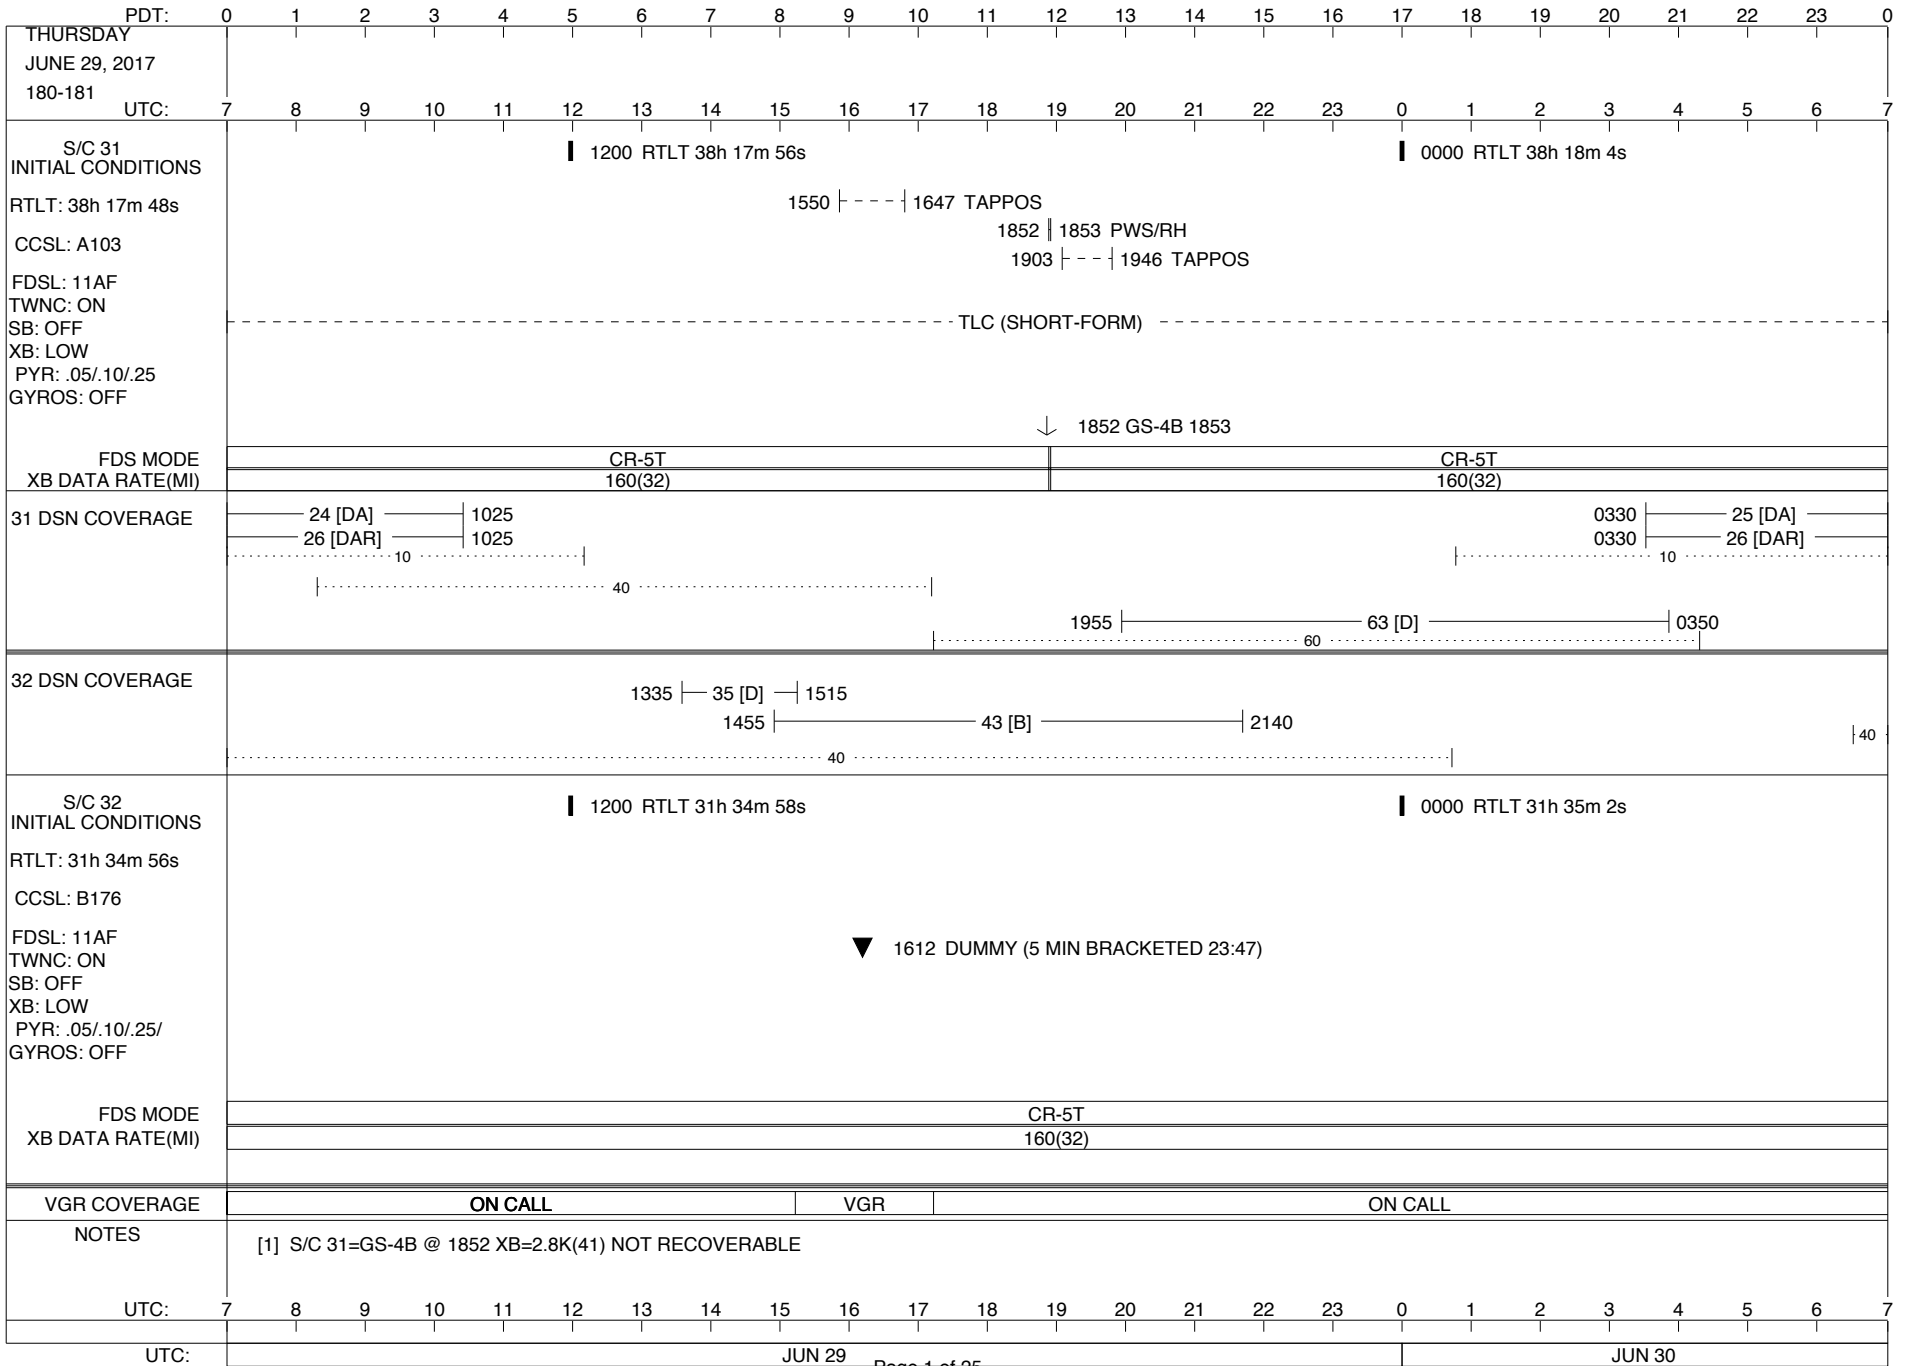 PDT: 0 1 2 3 4 5 6 7 8 9 10 11 12 13 14 15 16 17 18 19 20 21 22 23 0
THURSDAY
JUNE 29, 2017
180-181
UTC: 7 8 9 10 11 12 13 14 15 16 17 18 19 20 21 22 23 0 1 2 3 4 5 6 7
S/C 31
INITIAL CONDITIONS
1200 RTLT 38h 17m 56s
0000 RTLT 38h 18m 4s
RTLT: 38h 17m 48s
1550 1647 TAPPOS
1852 1853 PWS/RH
CCSL: A103
1903 1946 TAPPOS
FDSL: 11AF
TWNC: ON
SB: OFF
TLC (SHORT-FORM)
XB: LOW
PYR: .05/.10/.25
GYROS: OFF
1852 GS-4B 1853
FDS MODE CR-5T CR-5T
XB DATA RATE(MI) 160(32) 160(32)
31 DSN COVERAGE
24 [DA] 1025 0330 25 [DA]
26 [DAR] 1025 0330 26 [DAR]
10 10
40
1955 63 [D] 0350
60
32 DSN COVERAGE
1335 35 [D] 1515
1455 43 [B] 2140
40
40
S/C 32
INITIAL CONDITIONS
1200 RTLT 31h 34m 58s
0000 RTLT 31h 35m 2s
RTLT: 31h 34m 56s
CCSL: B176
FDSL: 11AF
1612 DUMMY (5 MIN BRACKETED 23:47)
TWNC: ON
SB: OFF
XB: LOW
PYR: .05/.10/.25/
GYROS: OFF
FDS MODE CR-5T
XB DATA RATE(MI) 160(32)
VGR COVERAGE ON CALL VGR ON CALL
NOTES
[1] S/C 31=GS-4B @ 1852 XB=2.8K(41) NOT RECOVERABLE
UTC: 7 8 9 10 11 12 13 14 15 16 17 18 19 20 21 22 23 0 1 2 3 4 5 6 7
UTC: JUN 29 JUN 30
Page 1 of 25